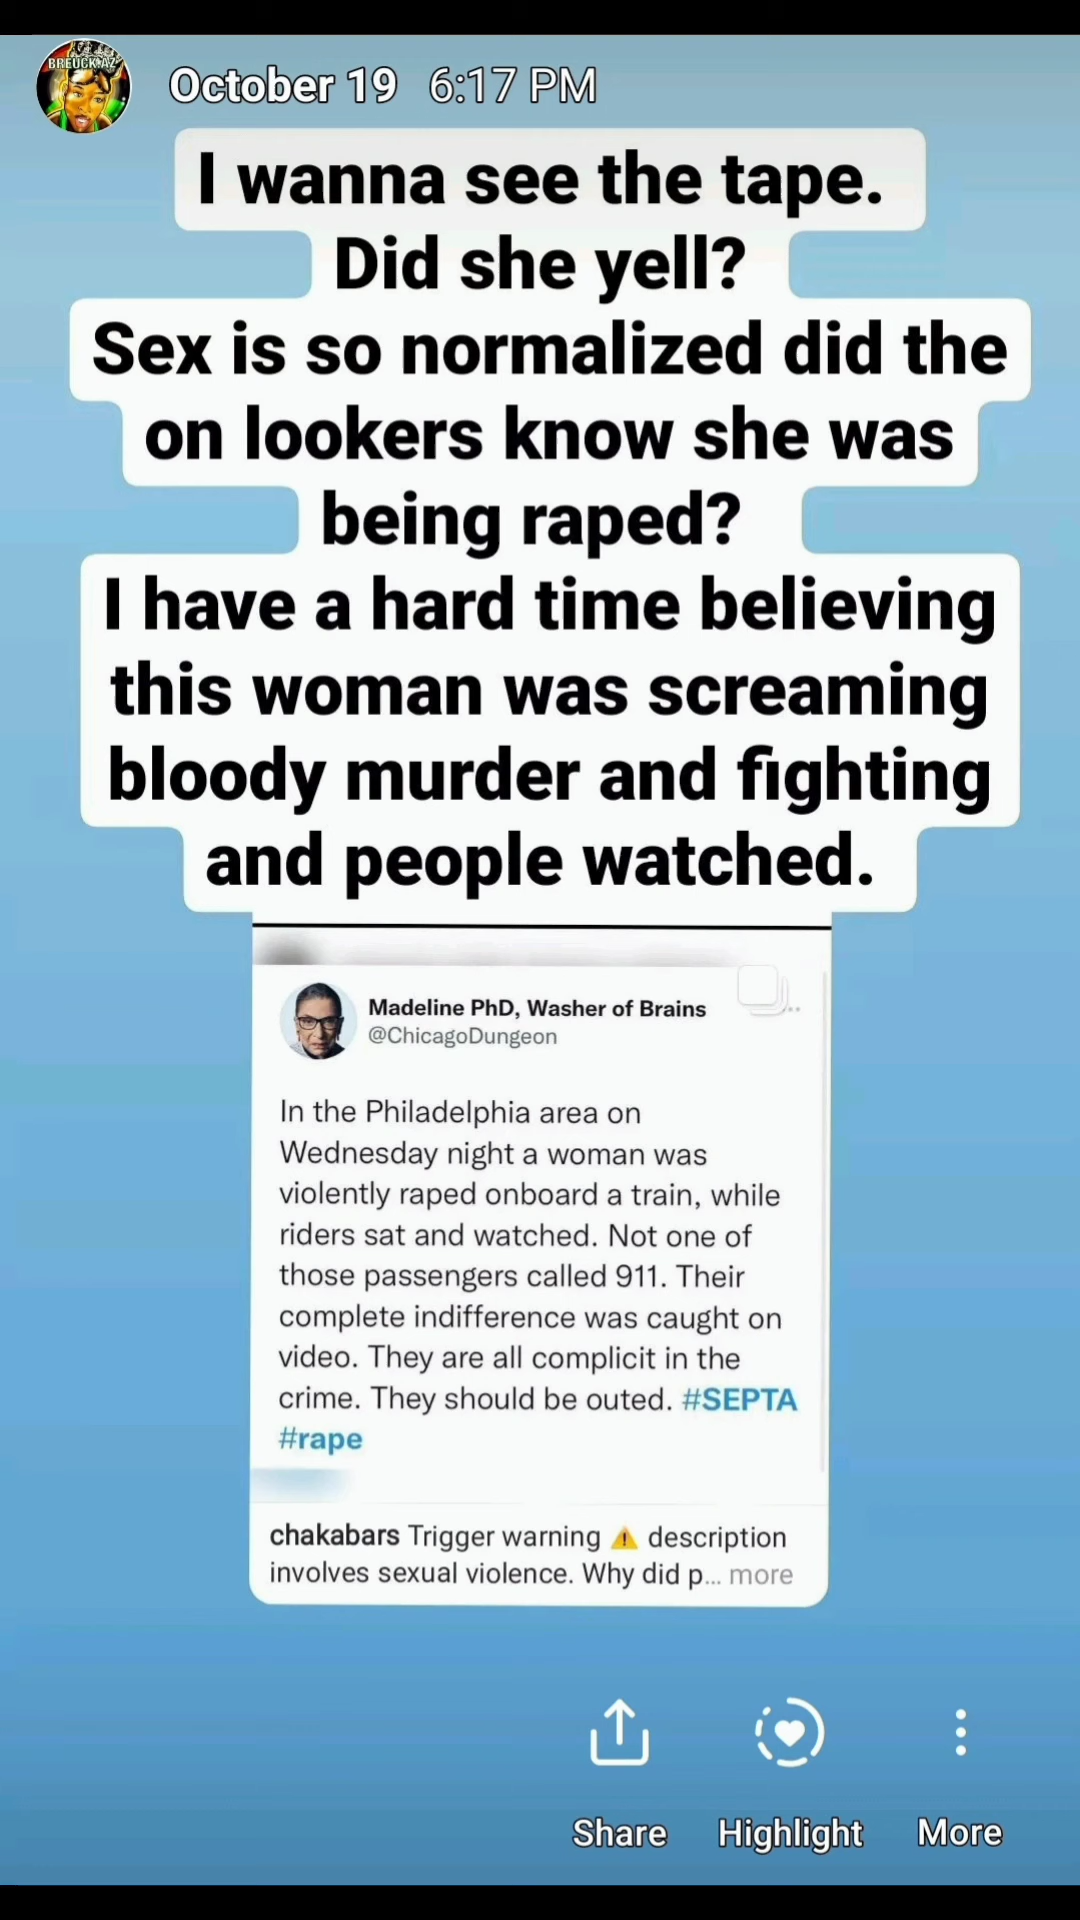 BREUCK.AZ
October 19 6:17 PM
I wanna see the tape.
Did she yell?
Sex is so normalized did the
on lookers know she was
being raped?
I have a hard time believing
this woman was screaming
bloody murder and fighting
and people watched.
Madeline PhD, Washer of Brains
@ChicagoDungeon
In the Philadelphia area on
Wednesday night a woman was
violently raped onboard a train, while
riders sat and watched. Not one of
those passengers called 911. Their
complete indifference was caught on
video. They are all complicit in the
crime. They should be outed. #SEPTA
#rape
chakabars Trigger warning ⚠️ description
involves sexual violence. Why did p... more
Share Highlight More